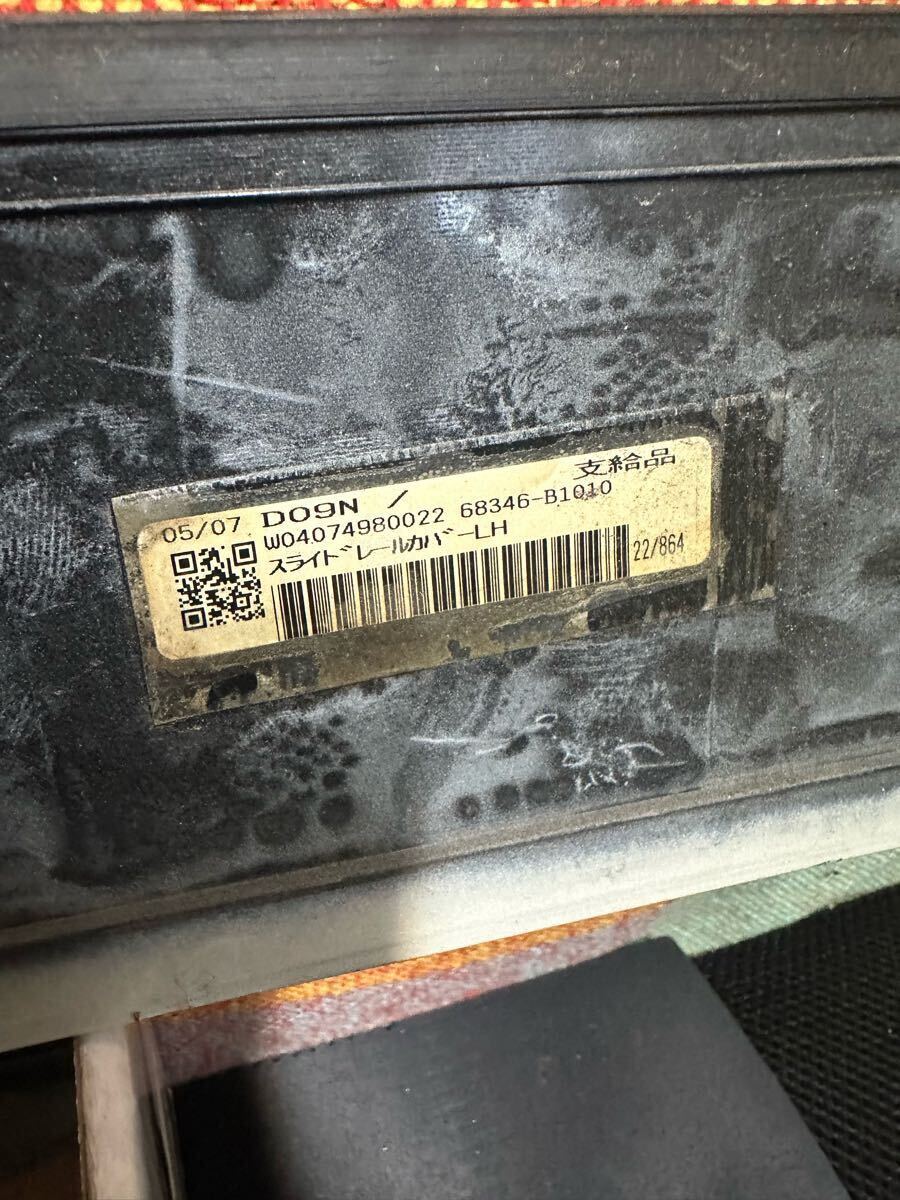 支給品
05/07 D09N /
W04074980022 68346-B1010
スライドレールカバーLH
22/864